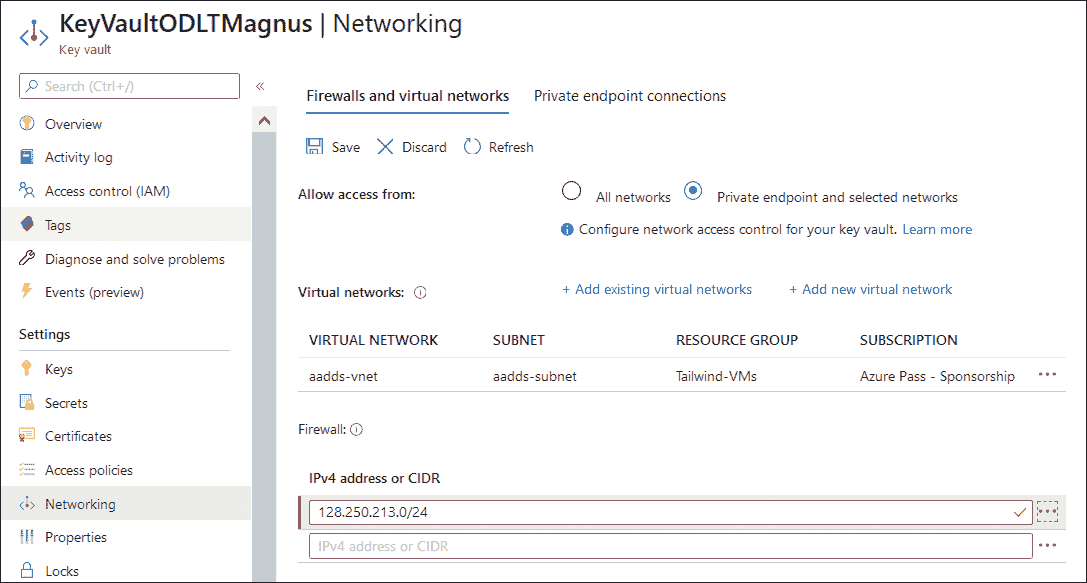 KeyVaultODLTMagnus | Networking
Key vault
Search (Ctrl+/)
«
Overview
Activity log
Access control (IAM)
Tags
Diagnose and solve problems
Events (preview)
Settings
Keys
Secrets
Certificates
Access policies
Networking
Properties
Locks
Firewalls and virtual networks Private endpoint connections
Save Discard Refresh
Allow access from: All networks Private endpoint and selected networks
Configure network access control for your key vault. Learn more
Virtual networks: + Add existing virtual networks + Add new virtual network
VIRTUAL NETWORK SUBNET RESOURCE GROUP SUBSCRIPTION
aadds-vnet aadds-subnet Tailwind-VMs Azure Pass - Sponsorship ...
Firewall:
IPv4 address or CIDR
128.250.213.0/24 ...
IPv4 address or CIDR ...